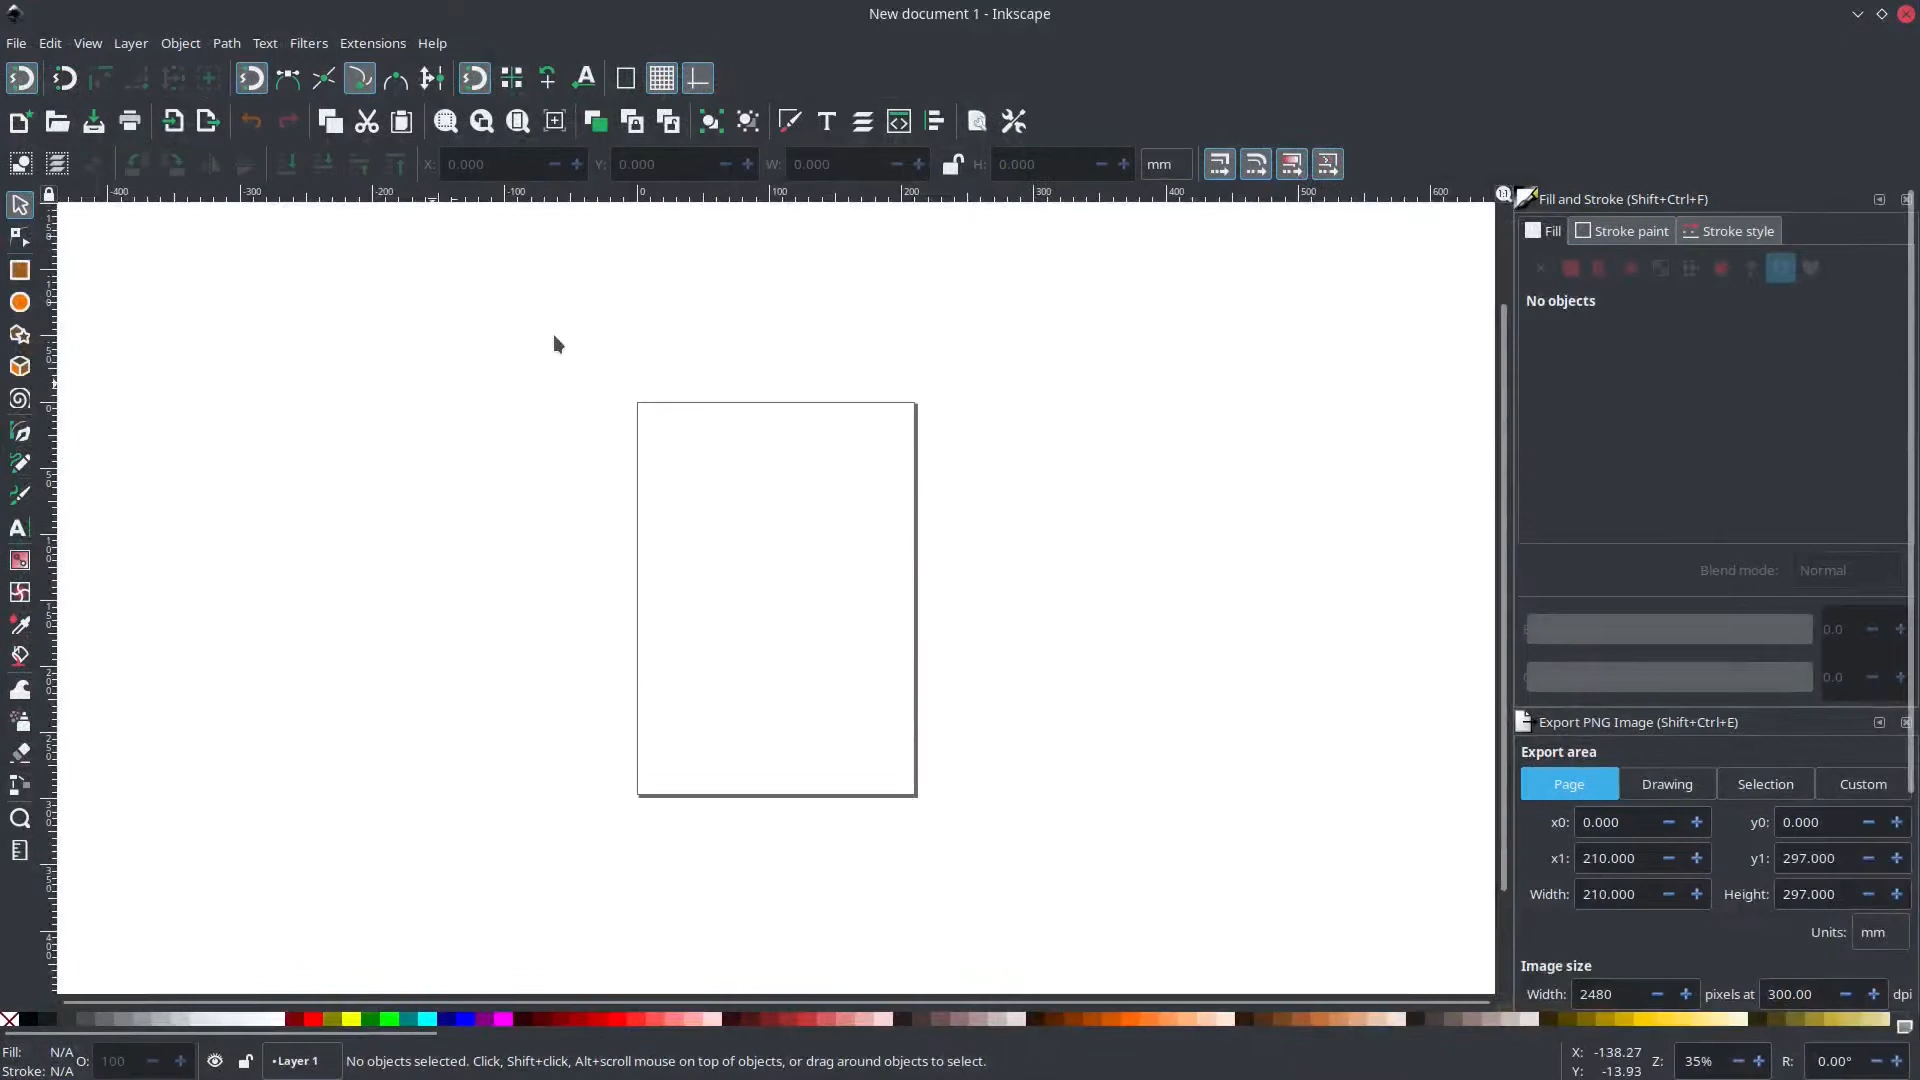 New document 1 - Inkscape
File Edit View Layer Object Path Text Filters Extensions Help
X: 0.000 Y: 0.000 W: 0.000 H: 0.000 mm
-400 -300 -200 -100 0 100 200 300 400 500 600
Fill and Stroke (Shift+Ctrl+F)
Fill Stroke paint Stroke style
No objects
Blend mode: Normal
0.0
0.0
Export PNG Image (Shift+Ctrl+E)
Export area
Page Drawing Selection Custom
x0: 0.000 y0: 0.000
x1: 210.000 y1: 297.000
Width: 210.000 Height: 297.000
Units: mm
Image size
Width: 2480 pixels at 300.00 dpi
Fill: N/A O: 100 •Layer 1 No objects selected. Click, Shift+click, Alt+scroll mouse on top of objects, or drag around objects to select. X: -138.27 Z: 35% R: 0.00°
Stroke: N/A Y: -13.93